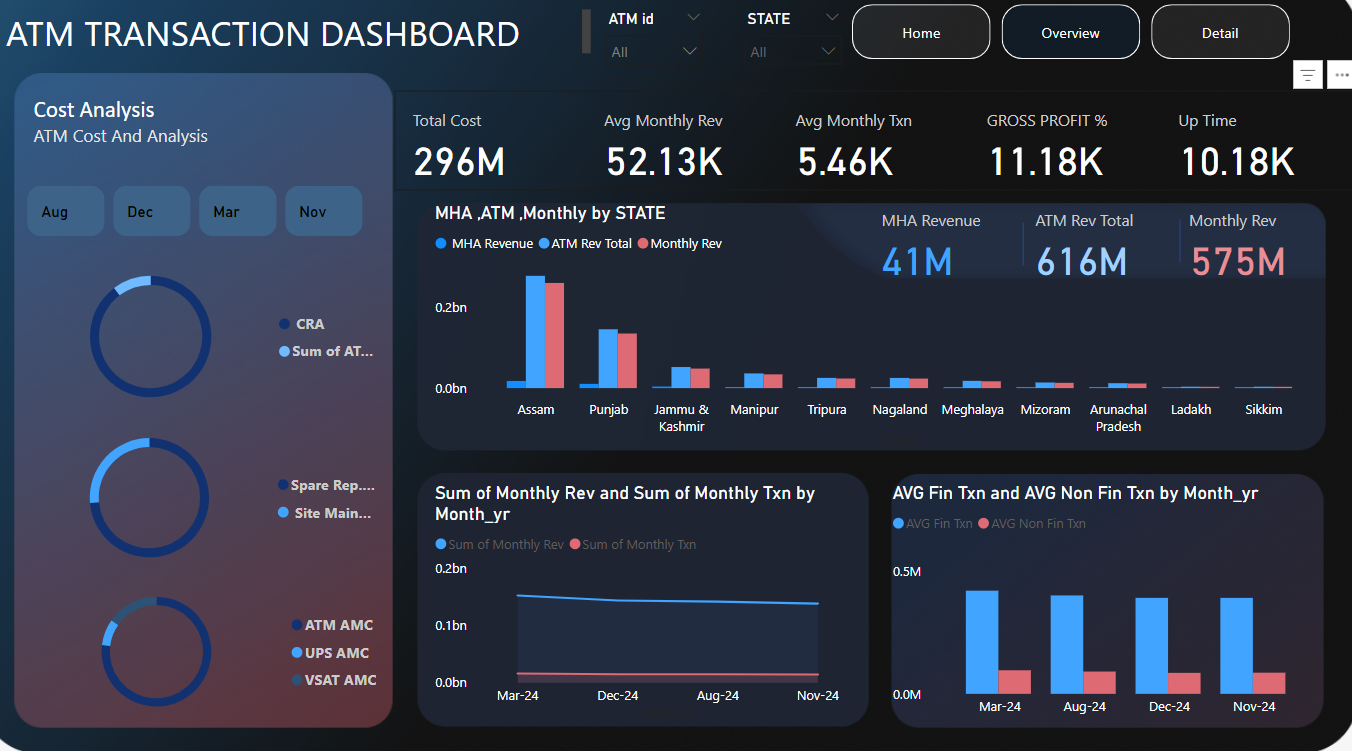 ATM TRANSACTION DASHBOARD
ATM id
All
STATE
All
Home
Overview
Detail
Cost Analysis
ATM Cost And Analysis
Aug
Dec
Mar
Nov
CRA
Sum of AT...
Spare Rep....
Site Main...
ATM AMC
UPS AMC
VSAT AMC
Total Cost
296M
Avg Monthly Rev
52.13K
Avg Monthly Txn
5.46K
GROSS PROFIT %
11.18K
Up Time
10.18K
MHA ,ATM ,Monthly by STATE
MHA Revenue
ATM Rev Total
Monthly Rev
MHA Revenue
41M
ATM Rev Total
616M
Monthly Rev
575M
0.2bn
0.0bn
Assam
Punjab
Jammu &
Kashmir
Manipur
Tripura
Nagaland
Meghalaya
Mizoram
Arunachal
Pradesh
Ladakh
Sikkim
Sum of Monthly Rev and Sum of Monthly Txn by
Month_yr
Sum of Monthly Rev
Sum of Monthly Txn
0.2bn
0.1bn
0.0bn
Mar-24
Dec-24
Aug-24
Nov-24
AVG Fin Txn and AVG Non Fin Txn by Month_yr
AVG Fin Txn
AVG Non Fin Txn
0.5M
0.0M
Mar-24
Aug-24
Dec-24
Nov-24